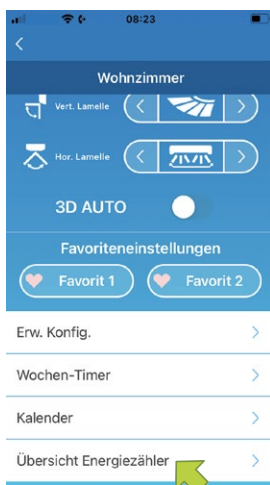 08:23
Wohnzimmer
Vert. Lamelle
Hor. Lamelle
3D AUTO
Favoriteneinstellungen
Favorit 1 Favorit 2
Erw. Konfig.
Wochen-Timer
Kalender
Übersicht Energiezähler